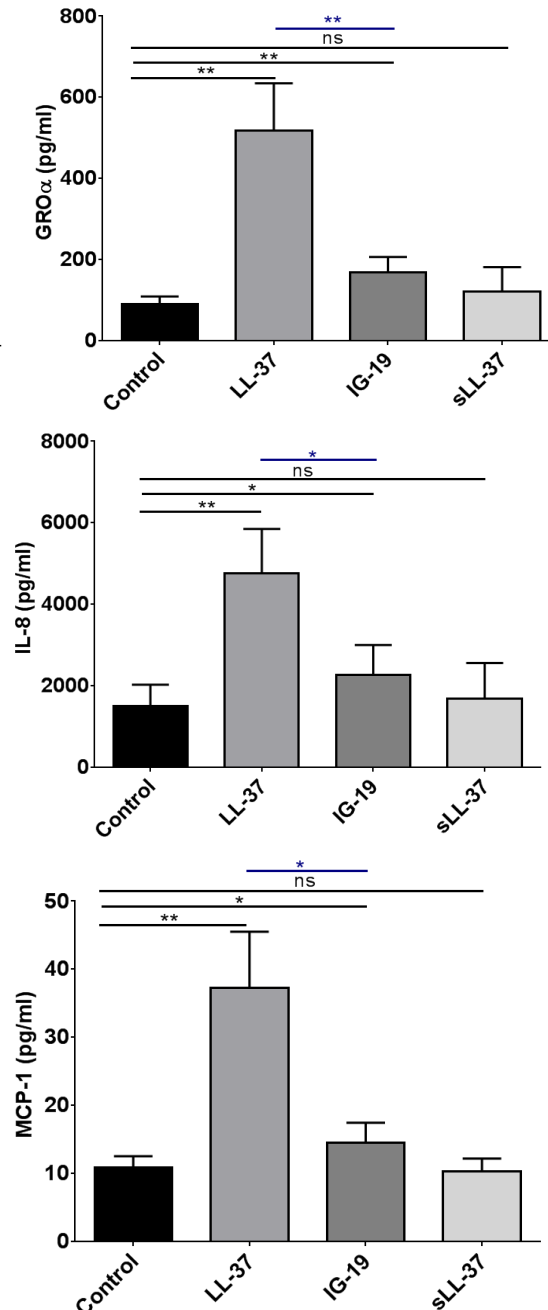 800
600
400
200
0
GROα (pg/ml)
**
ns
**
**
Control
LL-37
IG-19
sLL-37
8000
6000
4000
2000
0
IL-8 (pg/ml)
*
ns
*
**
Control
LL-37
IG-19
sLL-37
50
40
30
20
10
0
MCP-1 (pg/ml)
*
ns
*
**
Control
LL-37
IG-19
sLL-37